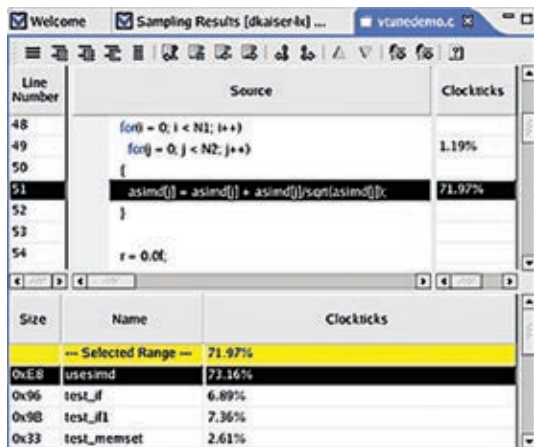 Welcome
Sampling Results [dkaiser-lx] ...
vtunedemo.c
Line Number
Source
Clockticks
48 for(i = 0; i < N1; i++)
49 for(j = 0; j < N2; j++) 1.19%
50 {
51 asimd[j] = asimd[j] + asimd[j]/sqrt(asimd[j]); 71.97%
52 }
53
54 r = 0.0f;
Size Name Clockticks
--- Selected Range --- 71.97%
0xE8 usesimd 73.16%
0x96 test_if 6.89%
0x9B test_if1 7.36%
0x33 test_memset 2.61%